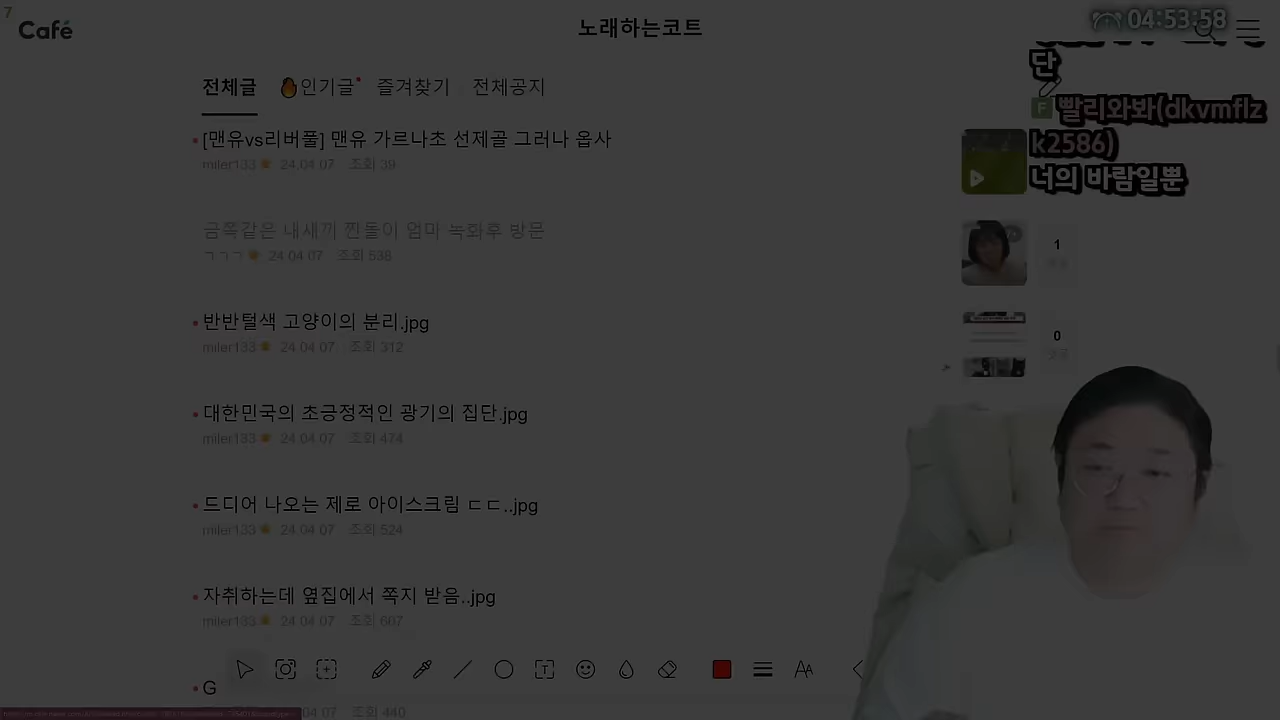 7
Café
노래하는코트
04:53:58
전체글 인기글 즐겨찾기 전체공지
단
F 빨리와봐(dkvmflz
k2586)
너의 바람일뿐
[맨유vs리버풀] 맨유 가르나초 선제골 그러나 옵사
miler133 24.04.07 조회 39
금쪽같은 내새끼 찐돌이 엄마 녹화후 방문
ㄱㄱㄱ 24.04.07 조회 538
1
댓글
반반털색 고양이의 분리.jpg
miler133 24.04.07 조회 312
0
댓글
대한민국의 초긍정적인 광기의 집단.jpg
miler133 24.04.07 조회 474
드디어 나오는 제로 아이스크림 ㄷㄷ..jpg
miler133 24.04.07 조회 524
자취하는데 옆집에서 쪽지 받음..jpg
miler133 24.04.07 조회 667
G
04.07 조회 440